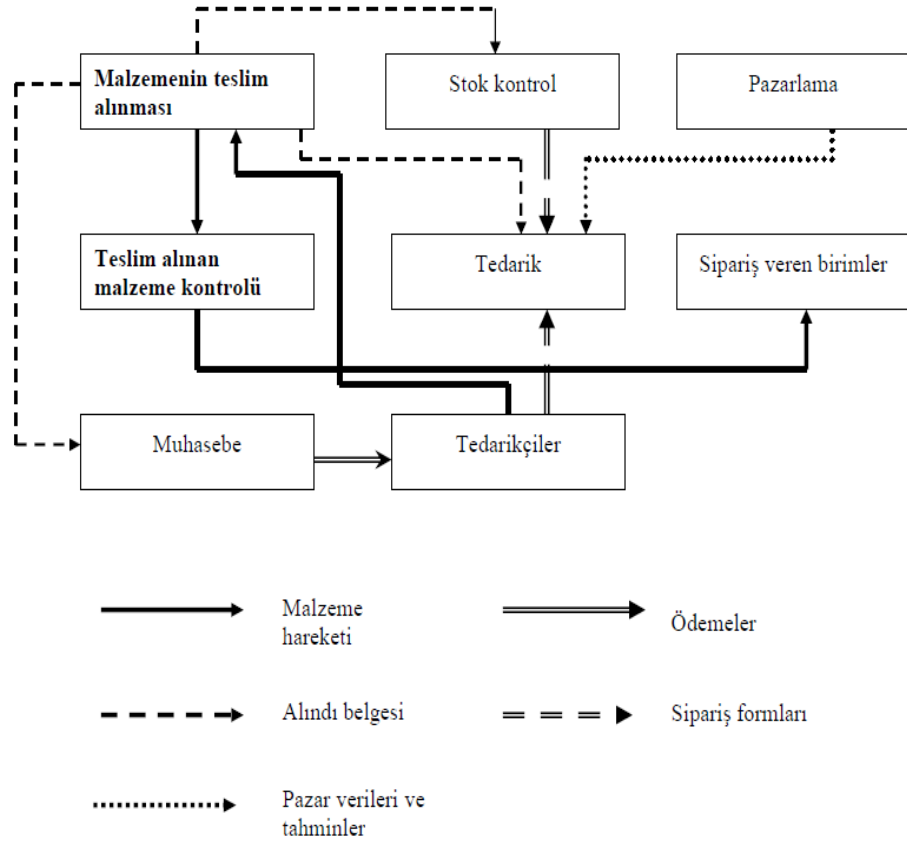 Malzemenin teslim
alınması
Stok kontrol
Pazarlama
Teslim alınan
malzeme kontrolü
Tedarik
Sipariş veren birimler
Muhasebe
Tedarikçiler
Malzeme
hareketi
Ödemeler
Alındı belgesi
Sipariş formları
Pazar verileri ve
tahminler